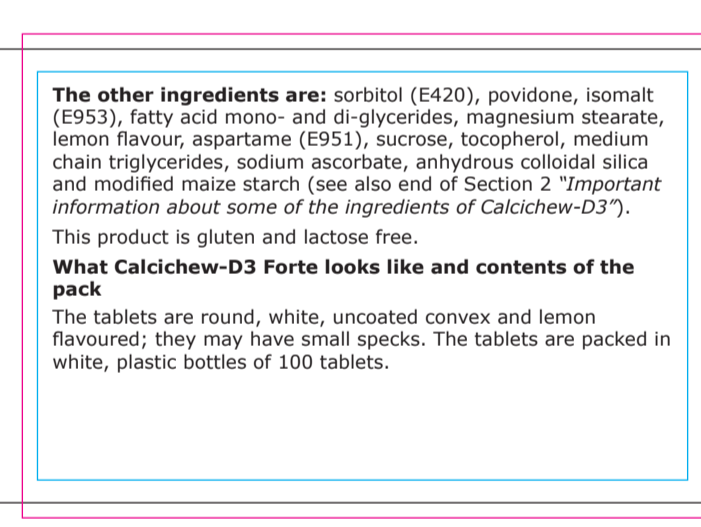 The other ingredients are: sorbitol (E420), povidone, isomalt
(E953), fatty acid mono- and di-glycerides, magnesium stearate,
lemon flavour, aspartame (E951), sucrose, tocopherol, medium
chain triglycerides, sodium ascorbate, anhydrous colloidal silica
and modified maize starch (see also end of Section 2 “Important
information about some of the ingredients of Calcichew-D3”).
This product is gluten and lactose free.
What Calcichew-D3 Forte looks like and contents of the
pack
The tablets are round, white, uncoated convex and lemon
flavoured; they may have small specks. The tablets are packed in
white, plastic bottles of 100 tablets.